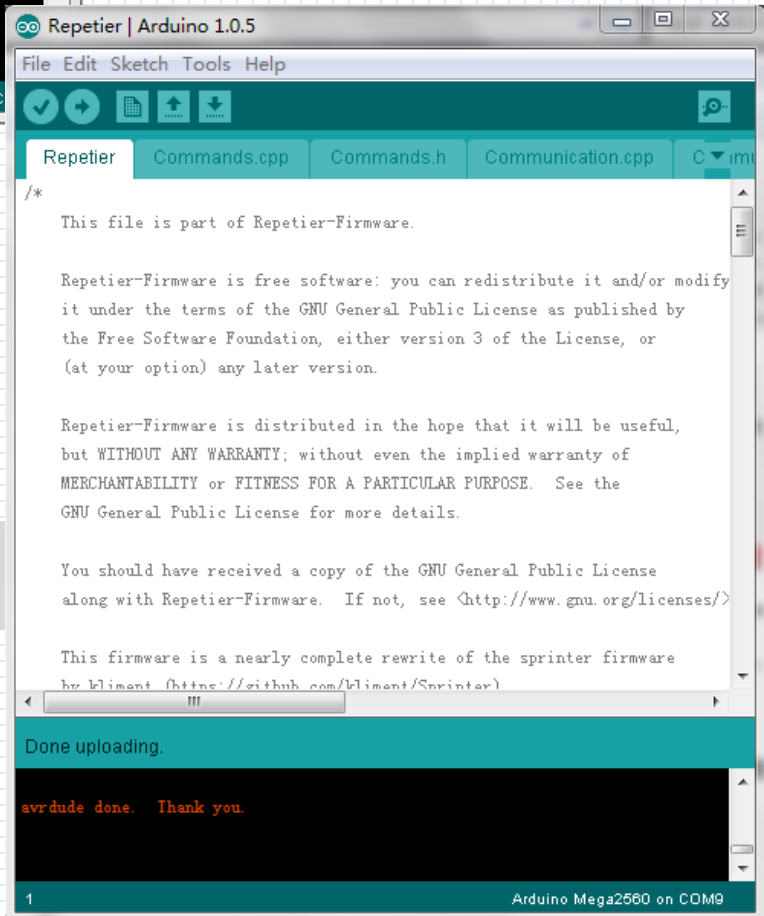 Repetier | Arduino 1.0.5
File Edit Sketch Tools Help
Repetier Commands.cpp Commands.h Communication.cpp
/*
This file is part of Repetier-Firmware.
Repetier-Firmware is free software: you can redistribute it and/or modify
it under the terms of the GNU General Public License as published by
the Free Software Foundation, either version 3 of the License, or
(at your option) any later version.
Repetier-Firmware is distributed in the hope that it will be useful,
but WITHOUT ANY WARRANTY; without even the implied warranty of
MERCHANTABILITY or FITNESS FOR A PARTICULAR PURPOSE.  See the
GNU General Public License for more details.
You should have received a copy of the GNU General Public License
along with Repetier-Firmware.  If not, see <http://www.gnu.org/licenses/>
This firmware is a nearly complete rewrite of the sprinter firmware
by kliment (https://github.com/kliment/Sprinter)
Done uploading.
avrdude done.  Thank you.
1 Arduino Mega2560 on COM9